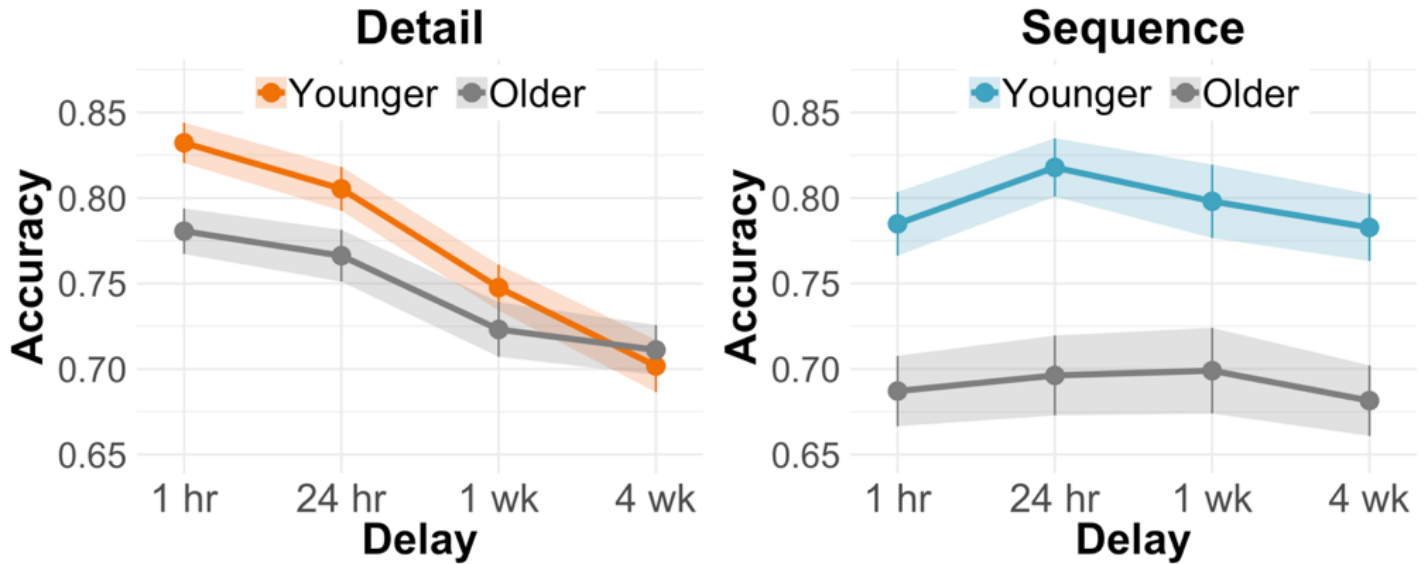 Detail
Younger Older
0.85
0.80
0.75
0.70
0.65
Accuracy
1 hr 24 hr 1 wk 4 wk
Delay
Sequence
Younger Older
0.85
0.80
0.75
0.70
0.65
Accuracy
1 hr 24 hr 1 wk 4 wk
Delay